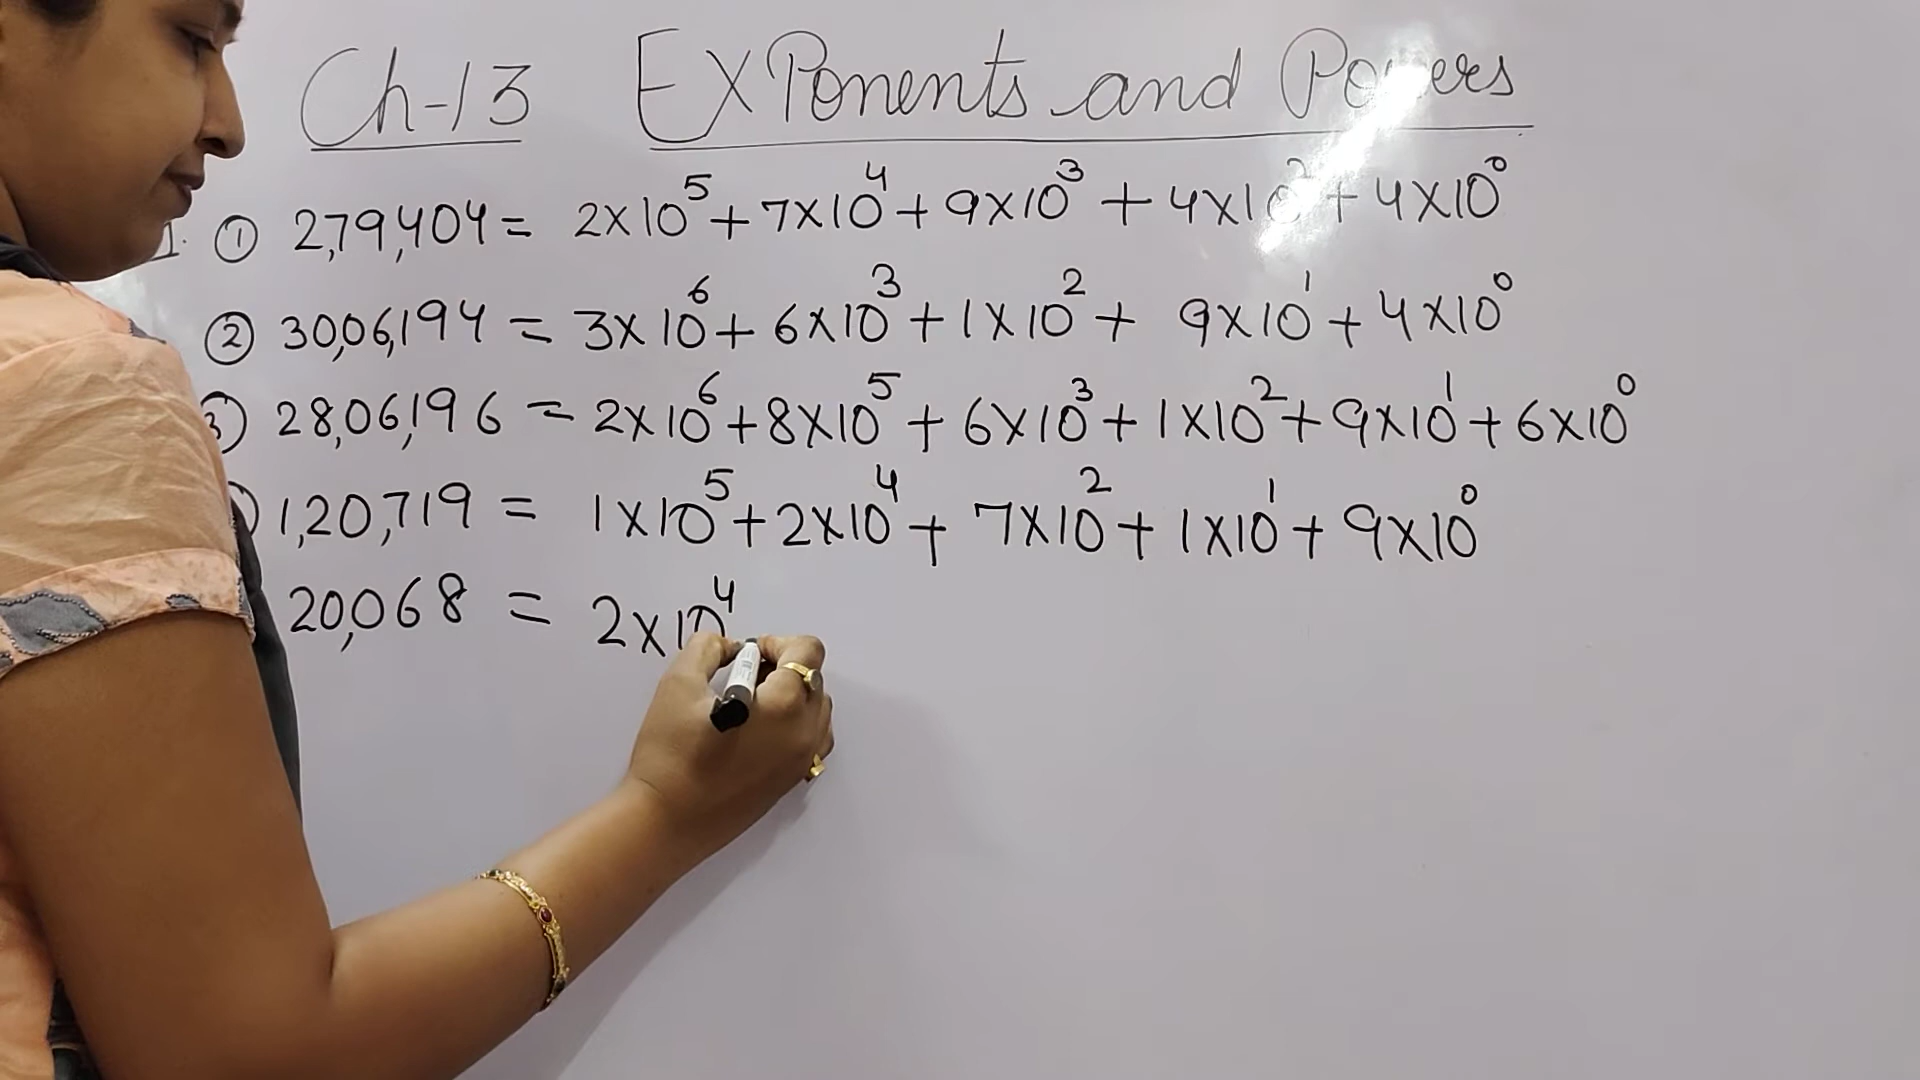 Ch-13 Exponents and Powers
1. ① 2,79,404 = 2×10⁵ + 7×10⁴ + 9×10³ + 4×10² + 4×10⁰
② 30,06,194 = 3×10⁶ + 6×10³ + 1×10² + 9×10¹ + 4×10⁰
③ 28,06,196 = 2×10⁶ + 8×10⁵ + 6×10³ + 1×10² + 9×10¹ + 6×10⁰
1,20,719 = 1×10⁵ + 2×10⁴ + 7×10² + 1×10¹ + 9×10⁰
20,068 = 2×10⁴